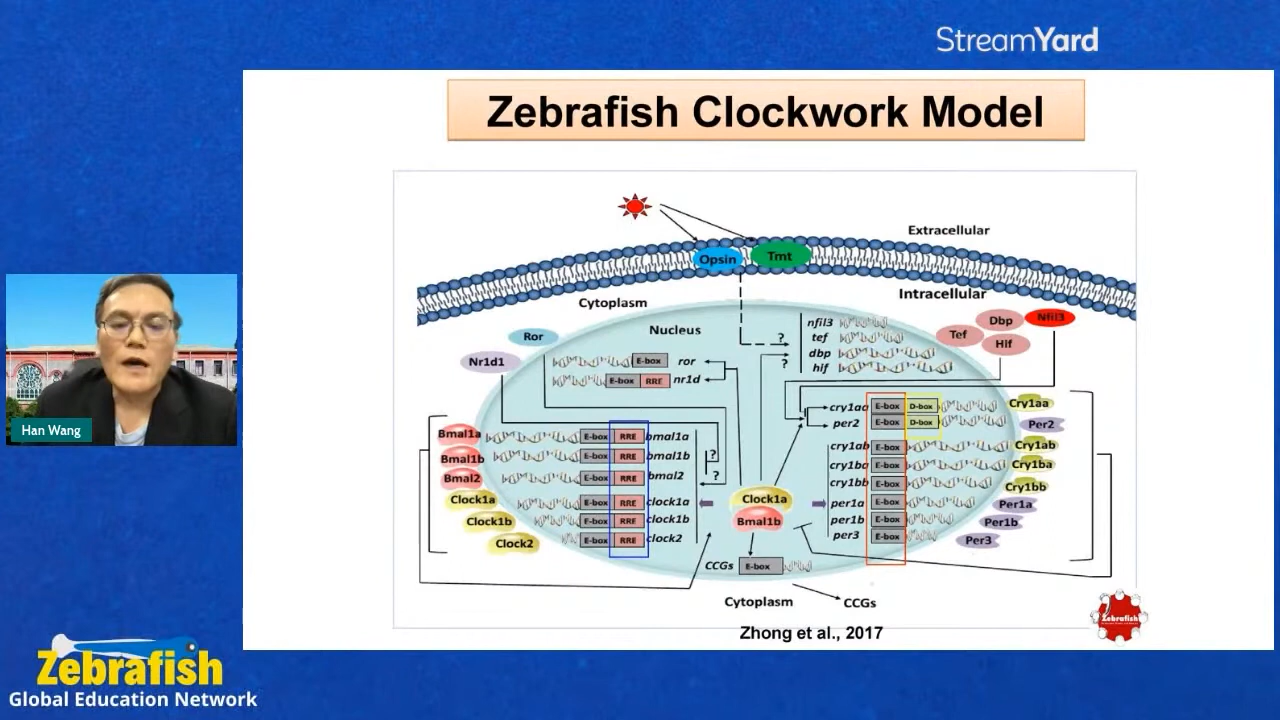 StreamYard
Zebrafish Clockwork Model
Extracellular
Opsin
Tmt
Cytoplasm
Intracellular
Nucleus
Ror
Nr1d1
E-box ror
E-box RRE nr1d
nfil3
tef
dbp
hlf
?
?
Tef
Dbp
Nfil3
Hlf
Bmal1a
Bmal1b
Bmal2
Clock1a
Clock1b
Clock2
E-box RRE bmal1a
E-box RRE bmal1b
E-box RRE bmal2
E-box RRE clock1a
E-box RRE clock1b
E-box RRE clock2
?
?
Clock1a
Bmal1b
CCGs E-box
cry1aa E-box D-box
per2 E-box D-box
cry1ab E-box
cry1ba E-box
cry1bb E-box
per1a E-box
per1b E-box
per3 E-box
Cry1aa
Per2
Cry1ab
Cry1ba
Cry1bb
Per1a
Per1b
Per3
Cytoplasm
CCGs
Zhong et al., 2017
Zebrafish
Han Wang
Zebrafish
Global Education Network